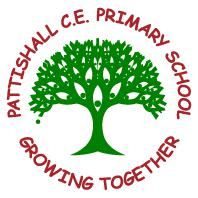 PATTISHALL C.E. PRIMARY SCHOOL
GROWING TOGETHER